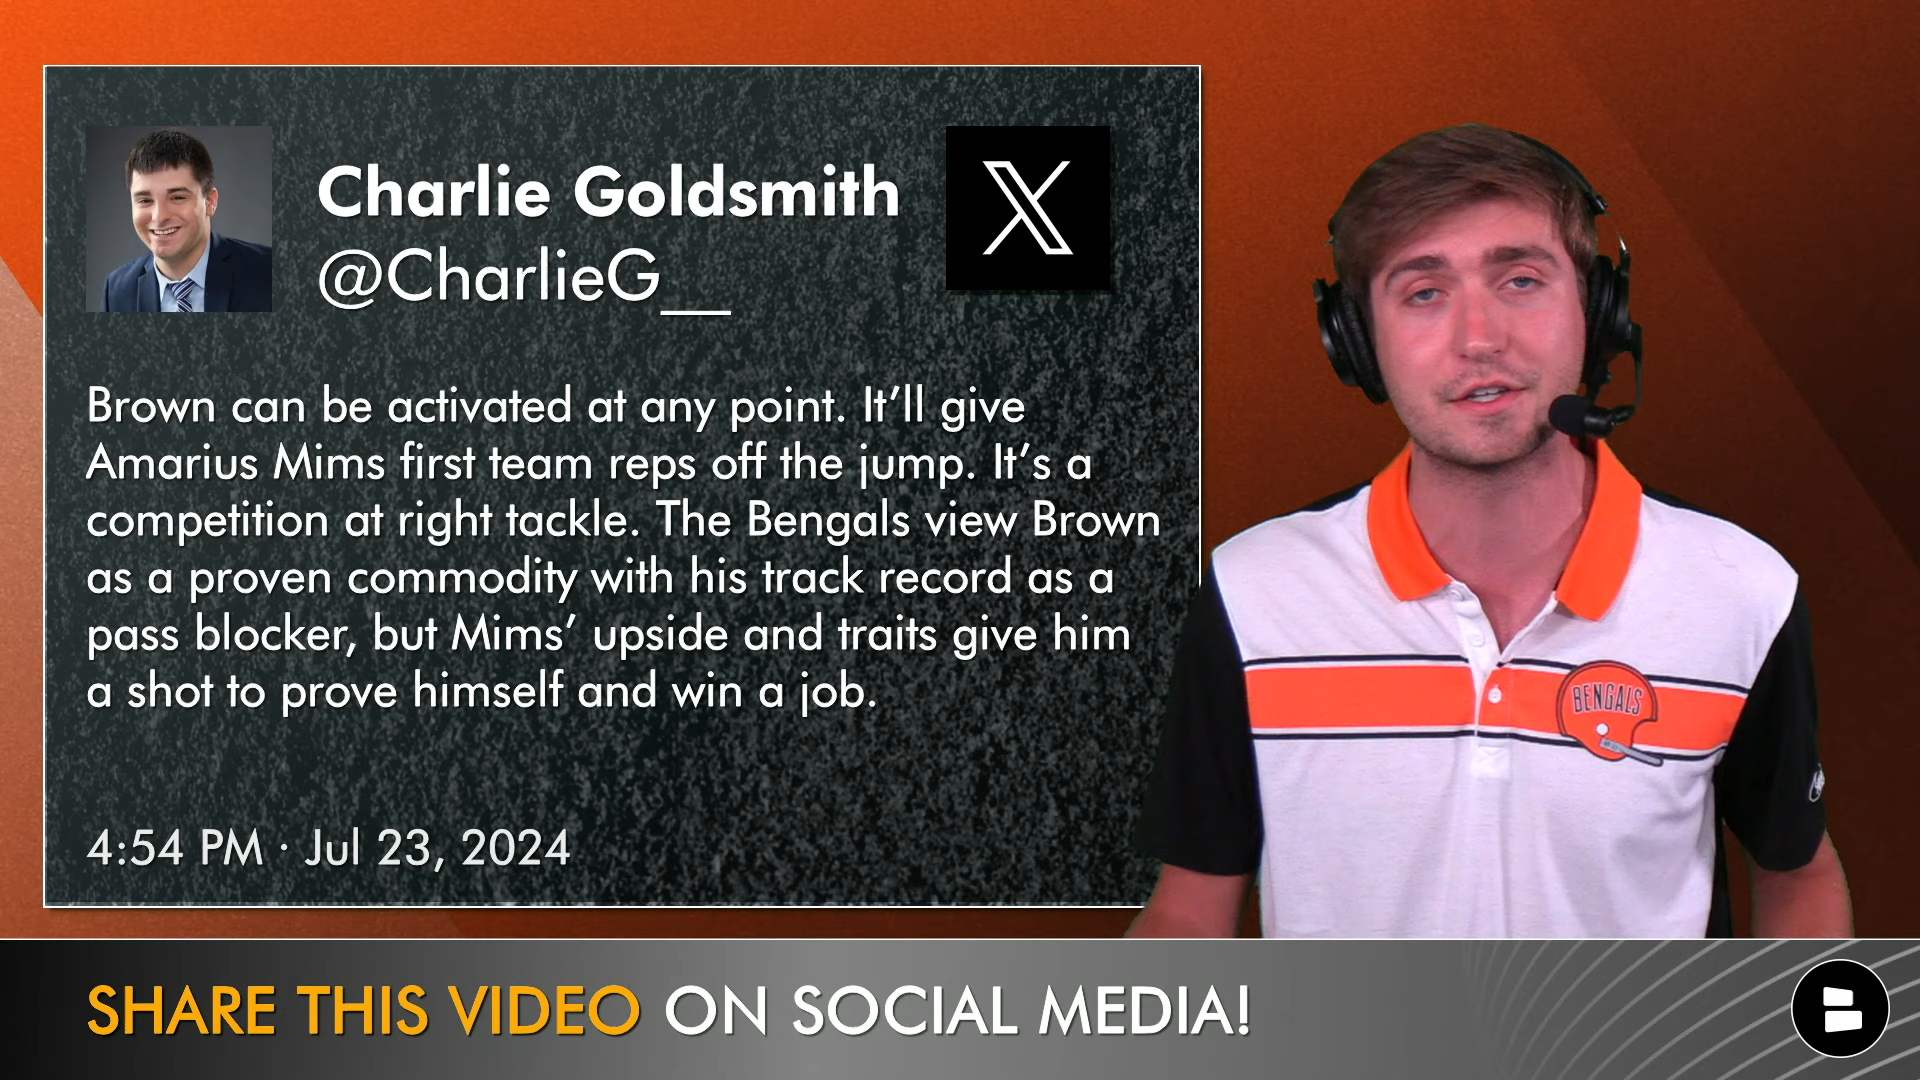 Charlie Goldsmith
@CharlieG__
Brown can be activated at any point. It’ll give
Amarius Mims first team reps off the jump. It’s a
competition at right tackle. The Bengals view Brown
as a proven commodity with his track record as a
pass blocker, but Mims’ upside and traits give him
a shot to prove himself and win a job.
4:54 PM · Jul 23, 2024
BENGALS
SHARE THIS VIDEO ON SOCIAL MEDIA!